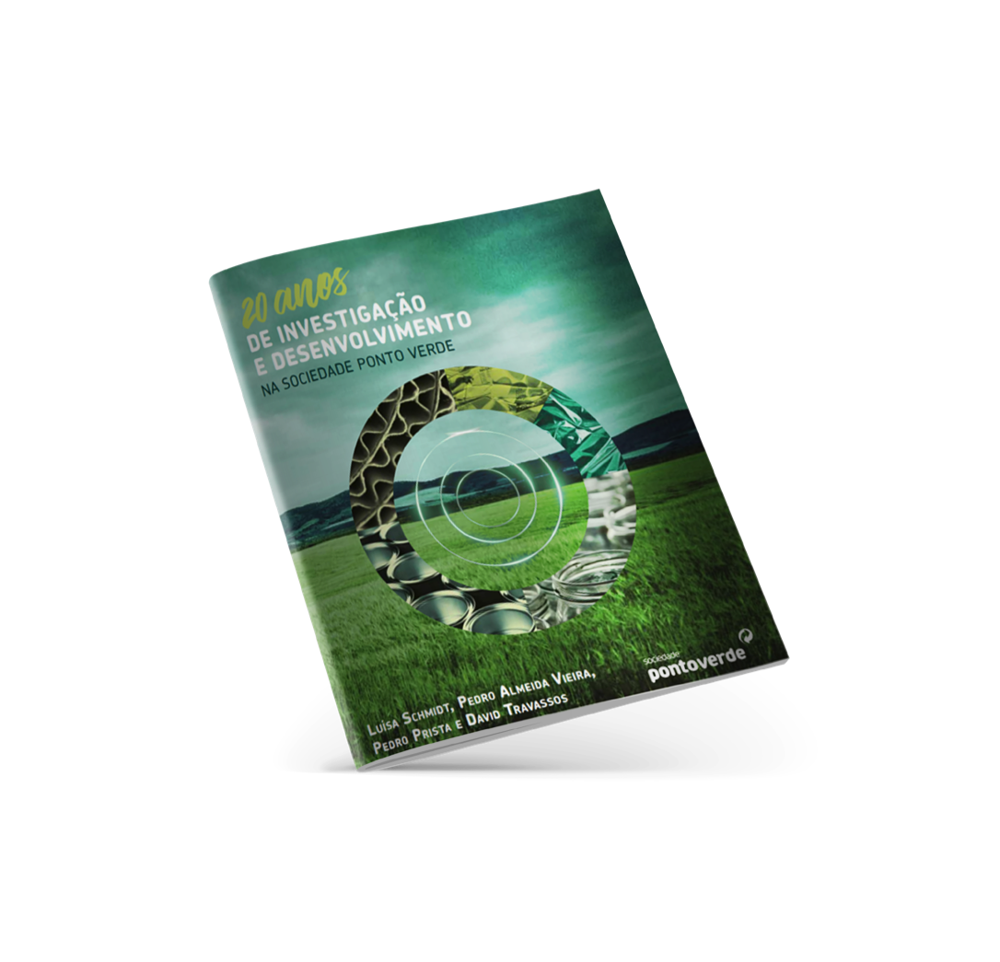 20 anos
DE INVESTIGAÇÃO
E DESENVOLVIMENTO
NA SOCIEDADE PONTO VERDE
LUÍSA SCHMIDT, PEDRO ALMEIDA VIEIRA,
PEDRO PRISTA E DAVID TRAVASSOS
sociedade
pontoverde